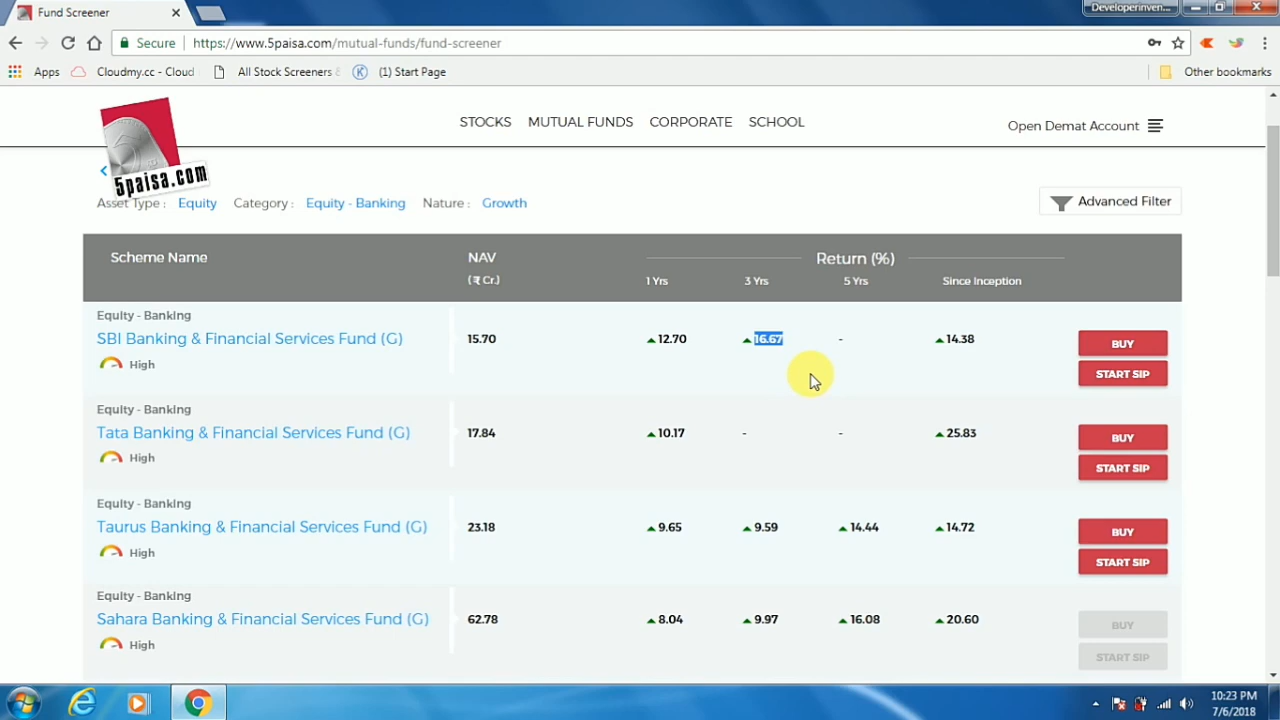 Fund Screener
Developerinven...
Secure https://www.5paisa.com/mutual-funds/fund-screener
Apps Cloudmy.cc - Cloud All Stock Screeners & (1) Start Page Other bookmarks
5paisa.com
STOCKS MUTUAL FUNDS CORPORATE SCHOOL
Open Demat Account
Asset Type : Equity Category : Equity - Banking Nature : Growth
Advanced Filter
Scheme Name NAV Return (%)
(₹ Cr.) 1 Yrs 3 Yrs 5 Yrs Since Inception
Equity - Banking
SBI Banking & Financial Services Fund (G) 15.70 12.70 16.67 - 14.38 BUY
High START SIP
Equity - Banking
Tata Banking & Financial Services Fund (G) 17.84 10.17 - - 25.83 BUY
High START SIP
Equity - Banking
Taurus Banking & Financial Services Fund (G) 23.18 9.65 9.59 14.44 14.72 BUY
High START SIP
Equity - Banking
Sahara Banking & Financial Services Fund (G) 62.78 8.04 9.97 16.08 20.60 BUY
High START SIP
10:23 PM
7/6/2018